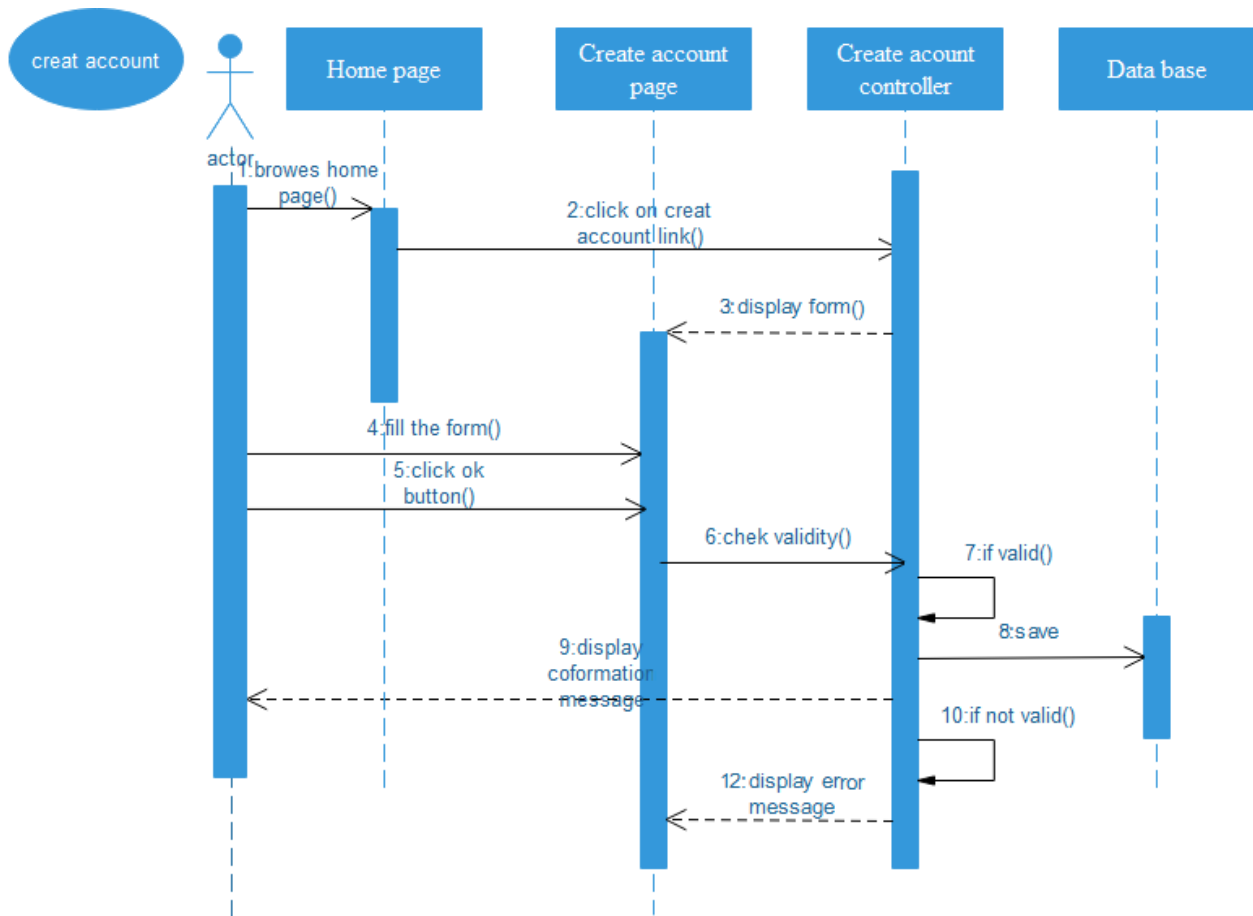 creat account
Home page
Create account
page
Create acount
controller
Data base
actor
1:browes home
page()
2:click on creat
account link()
3:display form()
4:fill the form()
5:click ok
button()
6:chek validity()
7:if valid()
8:save
9:display
coformation
message
10:if not valid()
12:display error
message